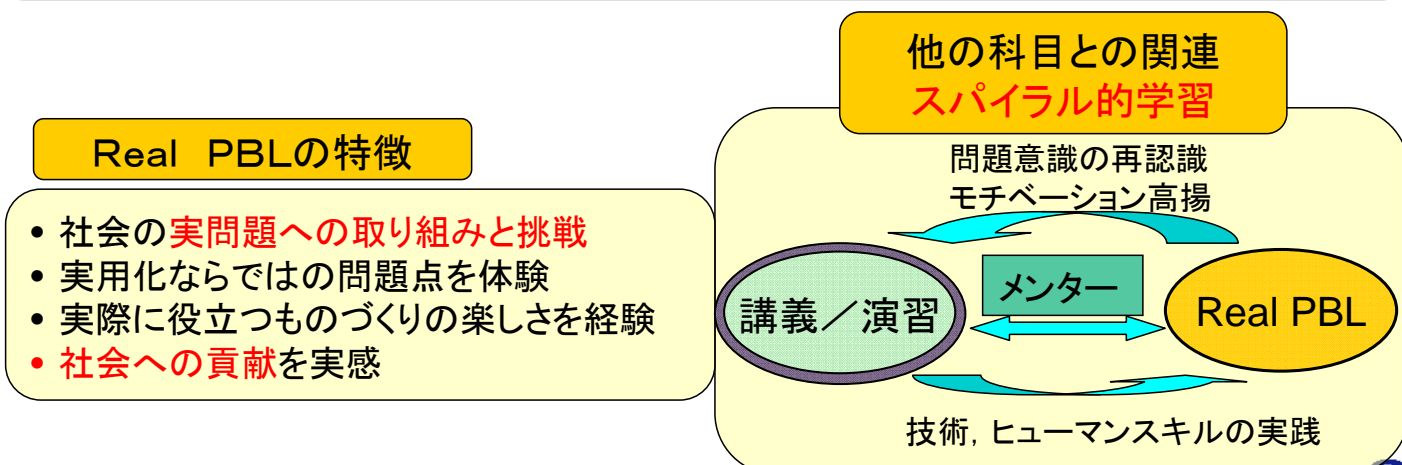 Real PBLの特徴
• 社会の実問題への取り組みと挑戦
• 実用化ならではの問題点を体験
• 実際に役立つものづくりの楽しさを経験
• 社会への貢献を実感
他の科目との関連
スパイラル的学習
問題意識の再認識
モチベーション高揚
講義／演習
メンター
Real PBL
技術, ヒューマンスキルの実践